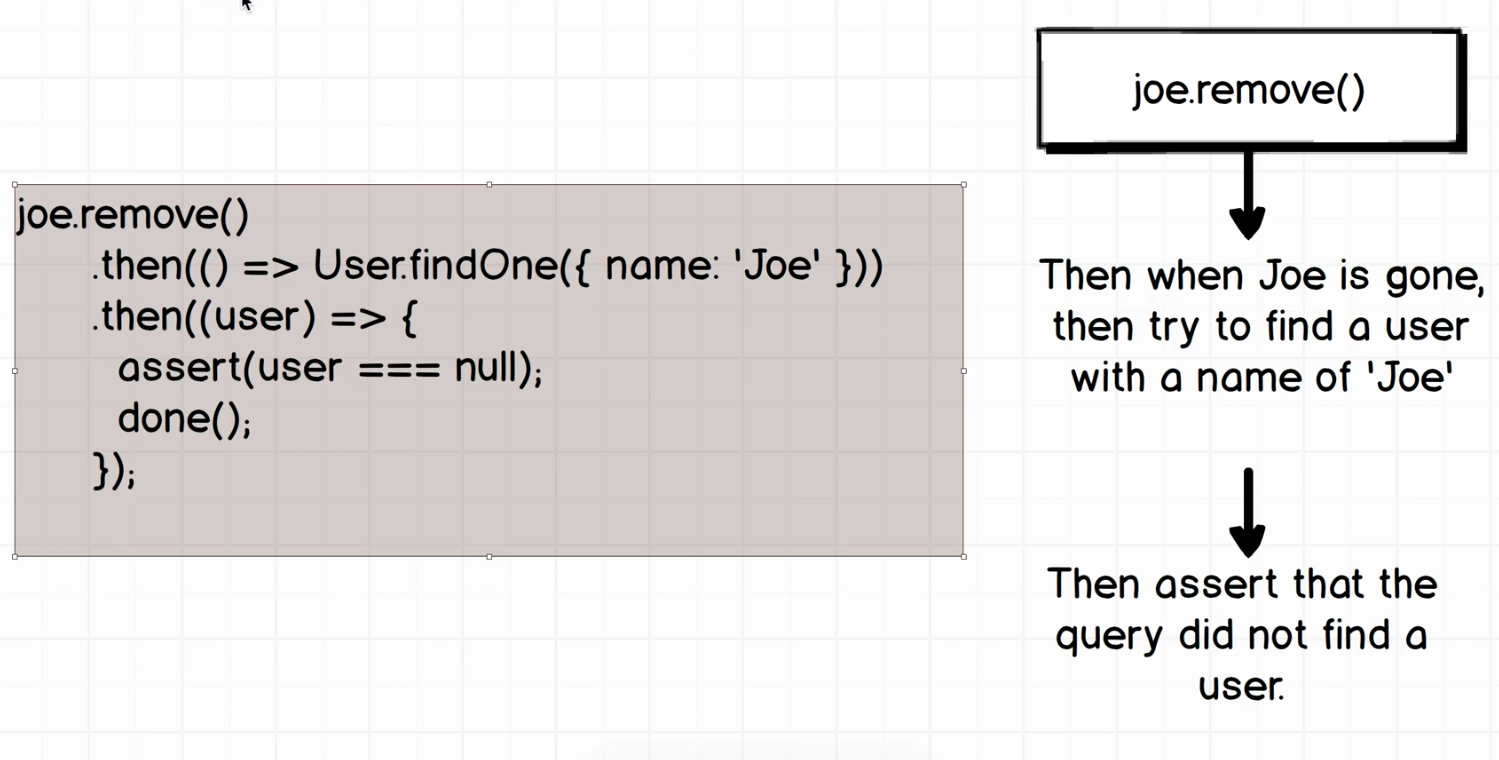 joe.remove()
.then(() => User.findOne({ name: 'Joe' }))
.then((user) => {
assert(user === null);
done();
});
joe.remove()
Then when Joe is gone,
then try to find a user
with a name of 'Joe'
Then assert that the
query did not find a
user.